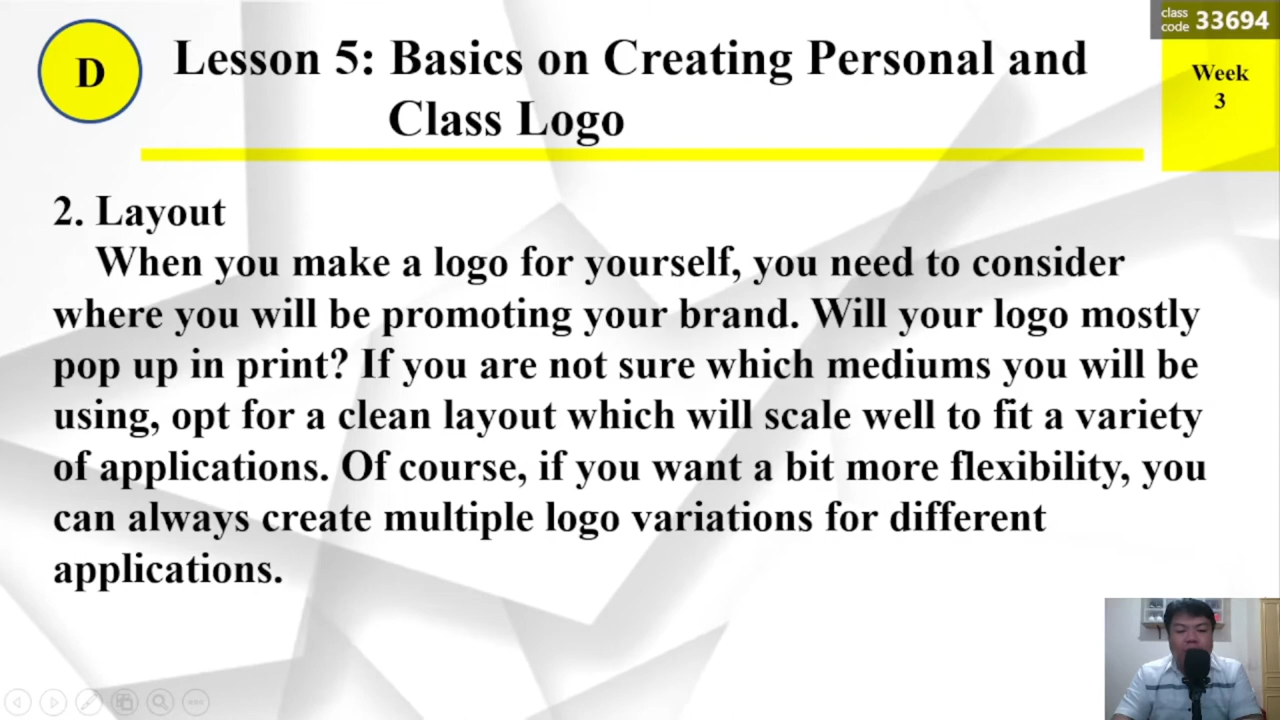 class
code 33694
D
Lesson 5: Basics on Creating Personal and
Class Logo
Week
3
2. Layout
When you make a logo for yourself, you need to consider
where you will be promoting your brand. Will your logo mostly
pop up in print? If you are not sure which mediums you will be
using, opt for a clean layout which will scale well to fit a variety
of applications. Of course, if you want a bit more flexibility, you
can always create multiple logo variations for different
applications.